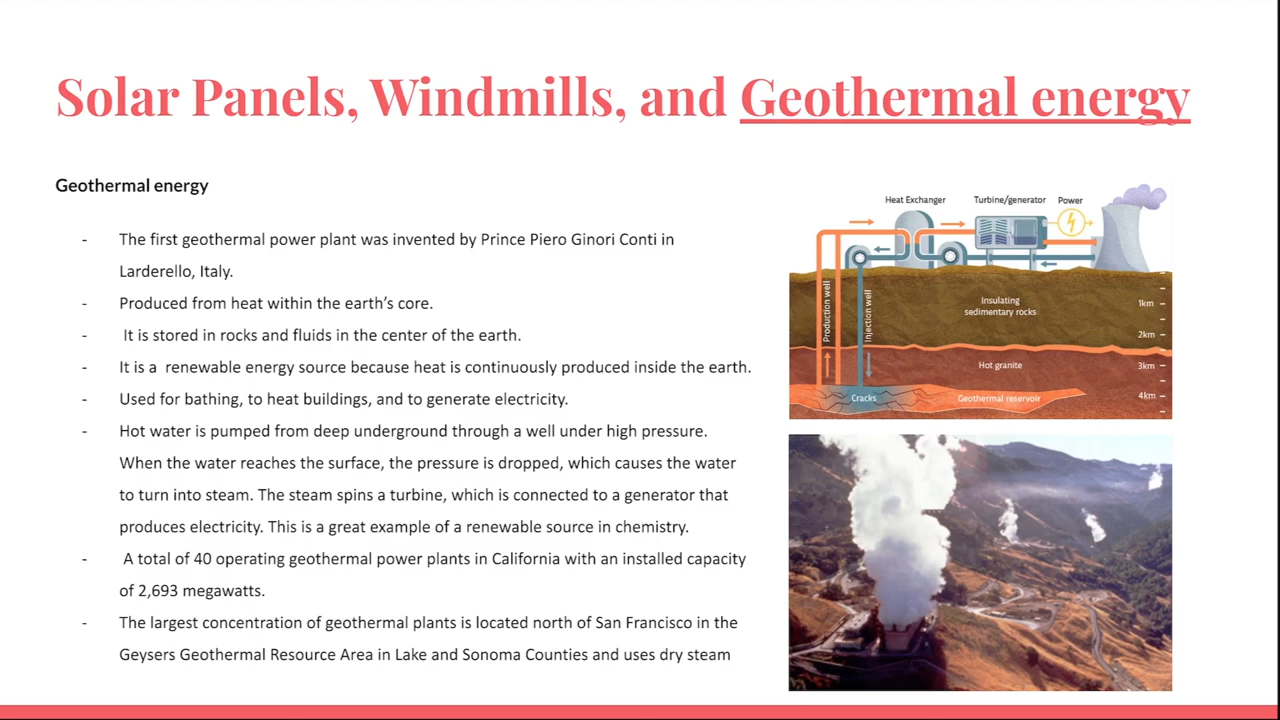 Solar Panels, Windmills, and Geothermal energy
Geothermal energy
- The first geothermal power plant was invented by Prince Piero Ginori Conti in
Larderello, Italy.
- Produced from heat within the earth’s core.
- It is stored in rocks and fluids in the center of the earth.
- It is a renewable energy source because heat is continuously produced inside the earth.
- Used for bathing, to heat buildings, and to generate electricity.
- Hot water is pumped from deep underground through a well under high pressure.
When the water reaches the surface, the pressure is dropped, which causes the water
to turn into steam. The steam spins a turbine, which is connected to a generator that
produces electricity. This is a great example of a renewable source in chemistry.
- A total of 40 operating geothermal power plants in California with an installed capacity
of 2,693 megawatts.
- The largest concentration of geothermal plants is located north of San Francisco in the
Geysers Geothermal Resource Area in Lake and Sonoma Counties and uses dry steam
Heat Exchanger
Turbine/generator
Power
Production well
Injection well
Insulating
sedimentary rocks
1km
2km
Hot granite
3km
Cracks
Geothermal reservoir
4km